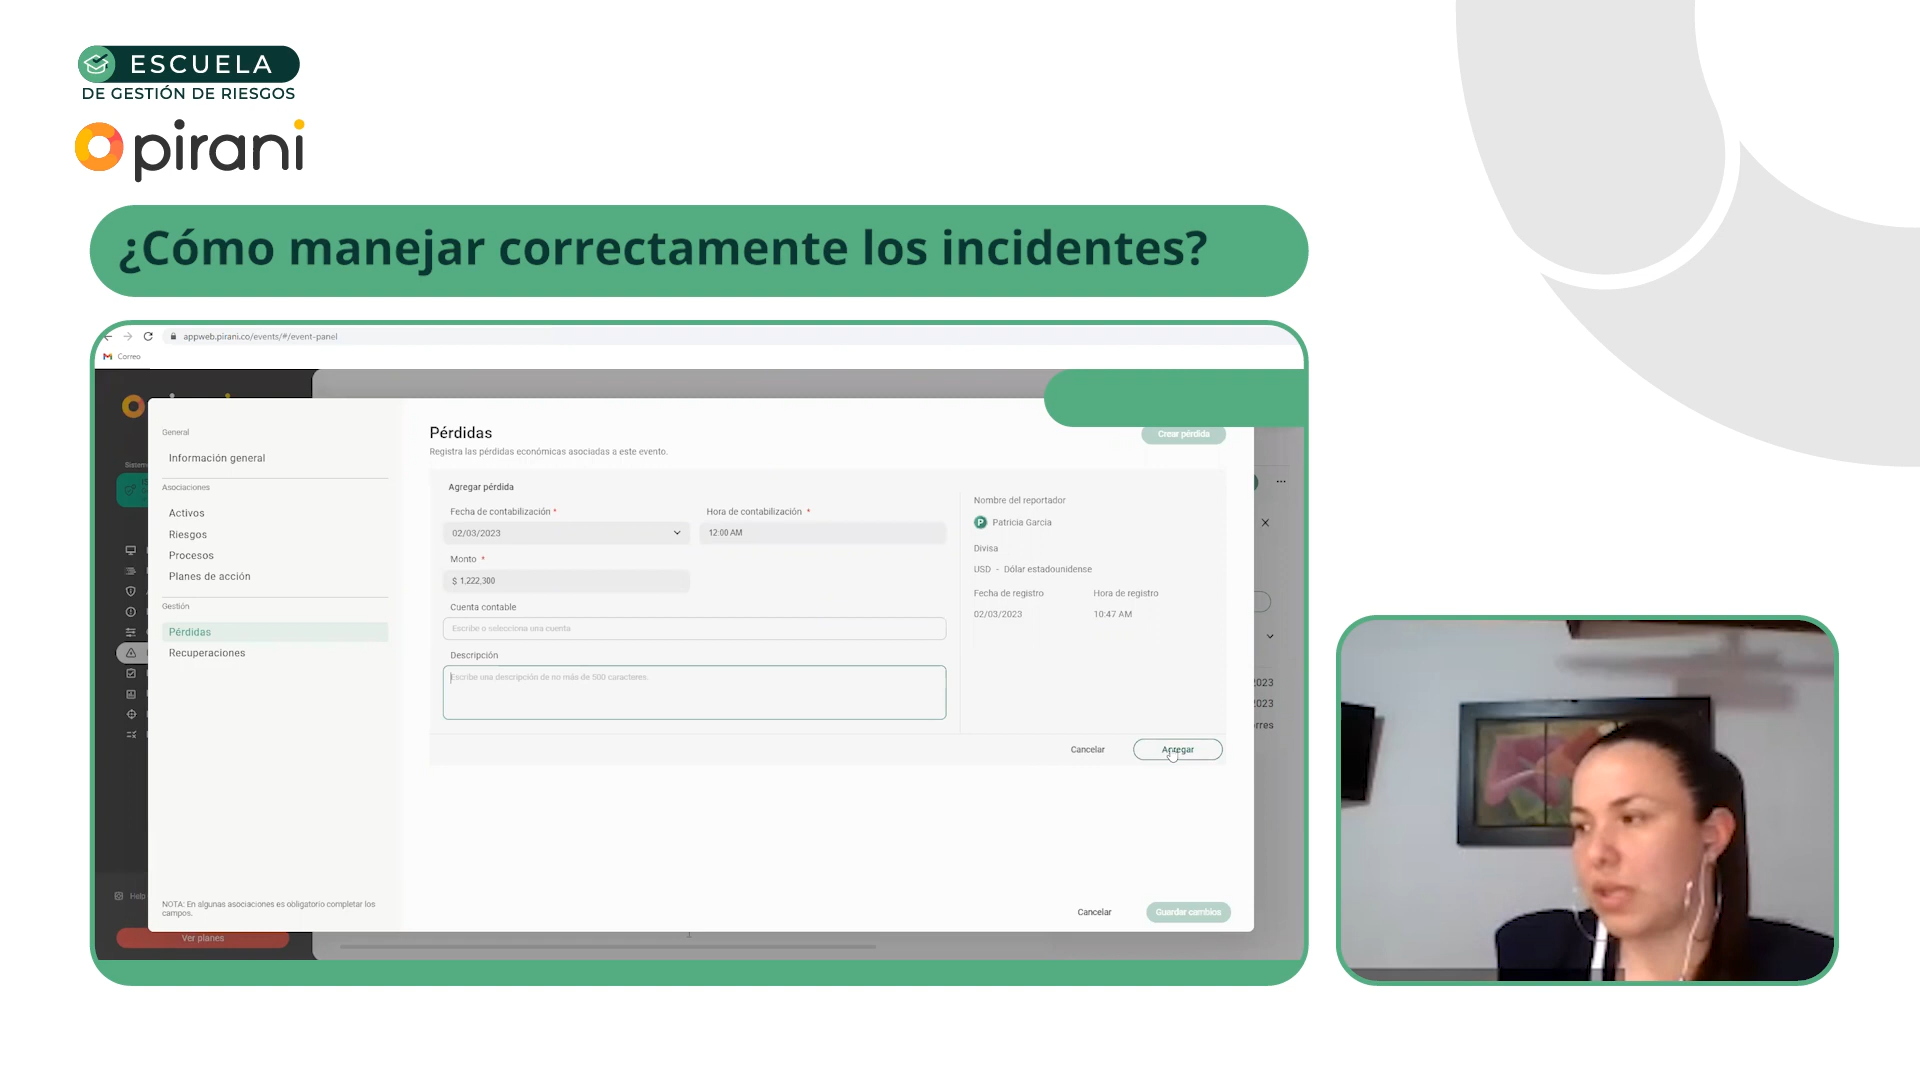 ESCUELA
DE GESTIÓN DE RIESGOS
pirani
¿Cómo manejar correctamente los incidentes?
appweb.pirani.co/events/#/event-panel
Correo
General
Información general
Asociaciones
Activos
Riesgos
Procesos
Planes de acción
Gestión
Pérdidas
Recuperaciones
NOTA: En algunas asociaciones es obligatorio completar los
campos.
Help
Ver planes
Pérdidas
Registra las pérdidas económicas asociadas a este evento.
Crear pérdida
Agregar pérdida
Fecha de contabilización *
Hora de contabilización *
02/03/2023
12:00 AM
Monto *
$ 1,222,300
Cuenta contable
Escribe o selecciona una cuenta
Descripción
Escribe una descripción de no más de 500 caracteres.
Nombre del reportador
P Patricia Garcia
Divisa
USD - Dólar estadounidense
Fecha de registro
Hora de registro
02/03/2023
10:47 AM
Cancelar
Agregar
Cancelar
Guardar cambios